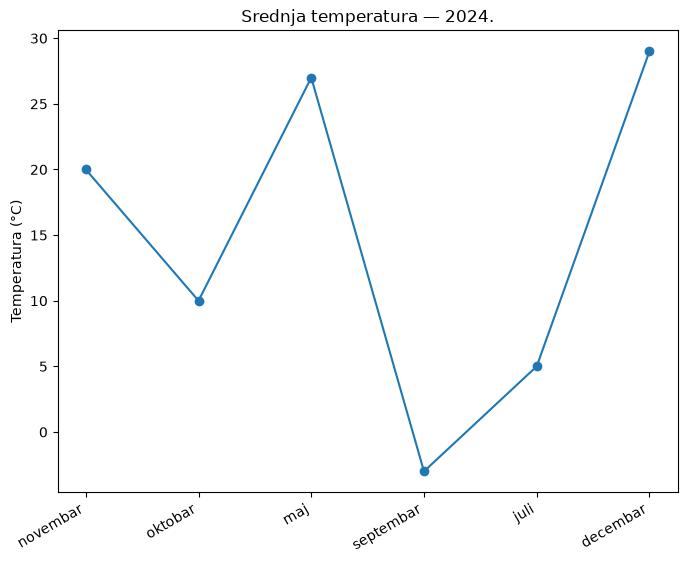 Srednja temperatura — 2024.
Temperatura (°C)
30
25
20
15
10
5
0
novembar
oktobar
maj
septembar
juli
decembar